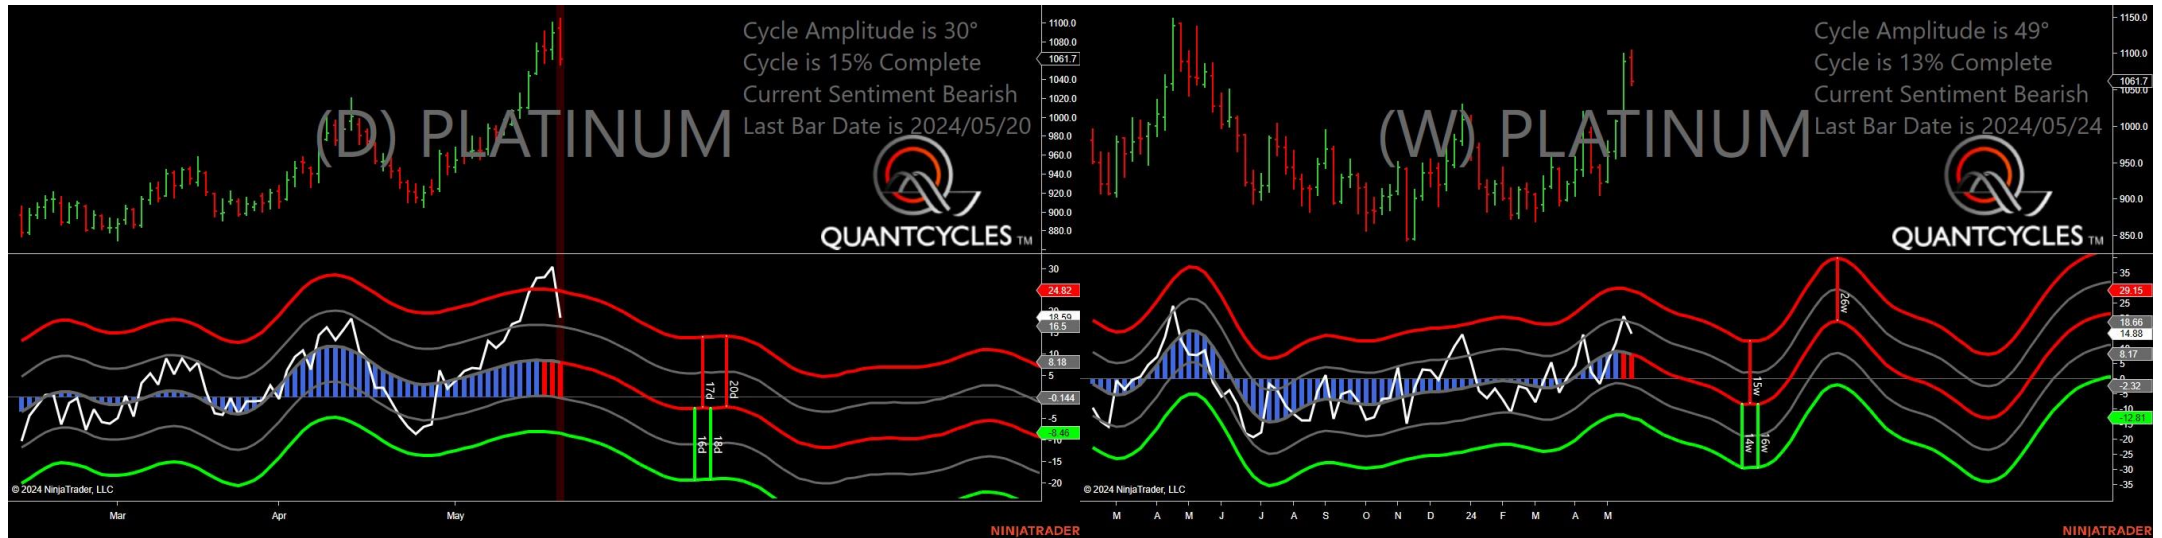 Cycle Amplitude is 30°
Cycle is 15% Complete
Current Sentiment Bearish
Last Bar Date is 2024/05/20
(D) PLATINUM
QUANTCYCLES TM
1100.0
1080.0
1061.7
1040.0
1020.0
1000.0
980.0
960.0
940.0
920.0
900.0
880.0
30
24.82
18.59
16.5
10
8.18
5
-0.144
-5
-8.46
-15
-20
17d
20d
16d
18d
© 2024 NinjaTrader, LLC
Mar
Apr
May
NINJATRADER
Cycle Amplitude is 49°
Cycle is 13% Complete
Current Sentiment Bearish
Last Bar Date is 2024/05/24
(W) PLATINUM
QUANTCYCLES TM
1150.0
1100.0
1061.7
1050.0
1000.0
950.0
900.0
850.0
35
29.15
25
18.66
14.88
8.17
5
0
-2.32
-5
-10
-12.81
-20
-25
-30
-35
26w
15w
14w
16w
© 2024 NinjaTrader, LLC
M
A
M
J
J
A
S
O
N
D
24
F
M
A
M
NINJATRADER